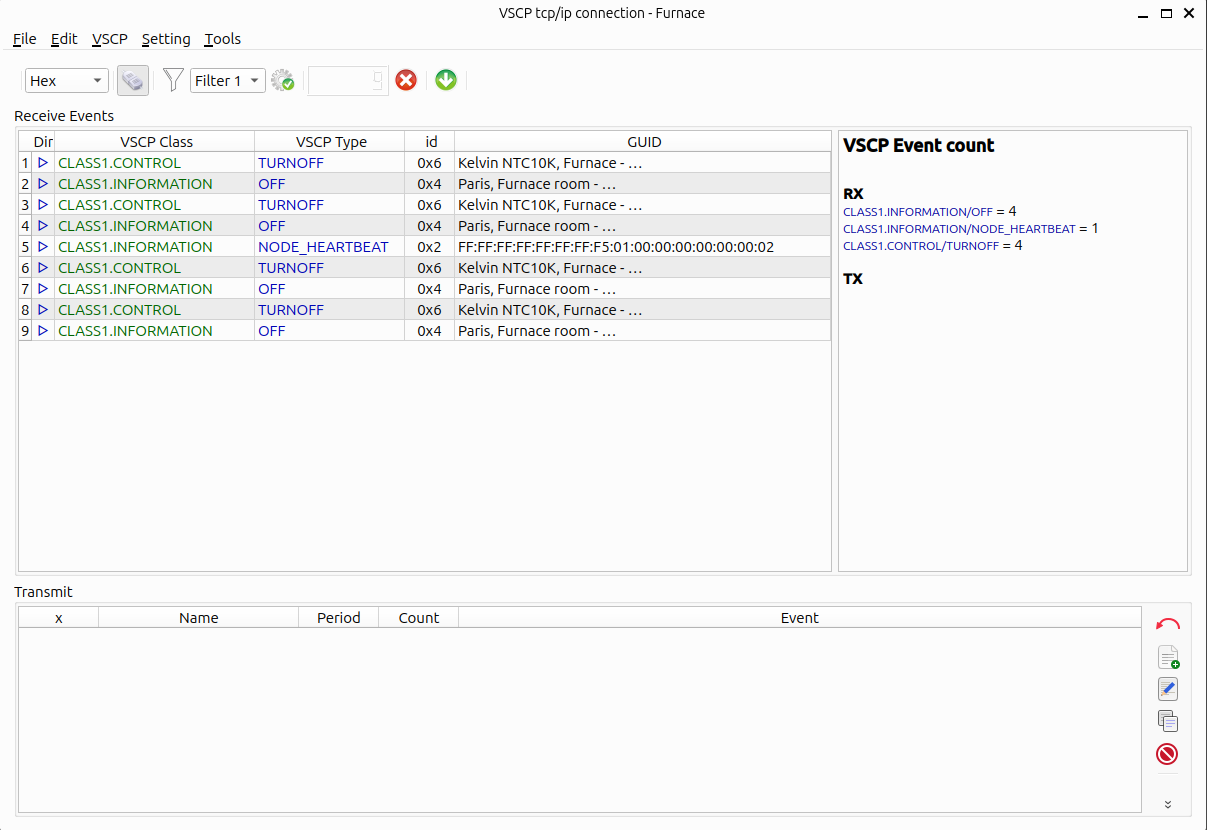 VSCP tcp/ip connection - Furnace
File Edit VSCP Setting Tools
Hex Filter 1 9
Receive Events
Dir VSCP Class VSCP Type id GUID
1 CLASS1.CONTROL TURNOFF 0x6 Kelvin NTC10K, Furnace - …
2 CLASS1.INFORMATION OFF 0x4 Paris, Furnace room - …
3 CLASS1.CONTROL TURNOFF 0x6 Kelvin NTC10K, Furnace - …
4 CLASS1.INFORMATION OFF 0x4 Paris, Furnace room - …
5 CLASS1.INFORMATION NODE_HEARTBEAT 0x2 FF:FF:FF:FF:FF:FF:FF:F5:01:00:00:00:00:00:00:02
6 CLASS1.CONTROL TURNOFF 0x6 Kelvin NTC10K, Furnace - …
7 CLASS1.INFORMATION OFF 0x4 Paris, Furnace room - …
8 CLASS1.CONTROL TURNOFF 0x6 Kelvin NTC10K, Furnace - …
9 CLASS1.INFORMATION OFF 0x4 Paris, Furnace room - …
VSCP Event count
RX
CLASS1.INFORMATION/OFF = 4
CLASS1.INFORMATION/NODE_HEARTBEAT = 1
CLASS1.CONTROL/TURNOFF = 4
TX
Transmit
x Name Period Count Event